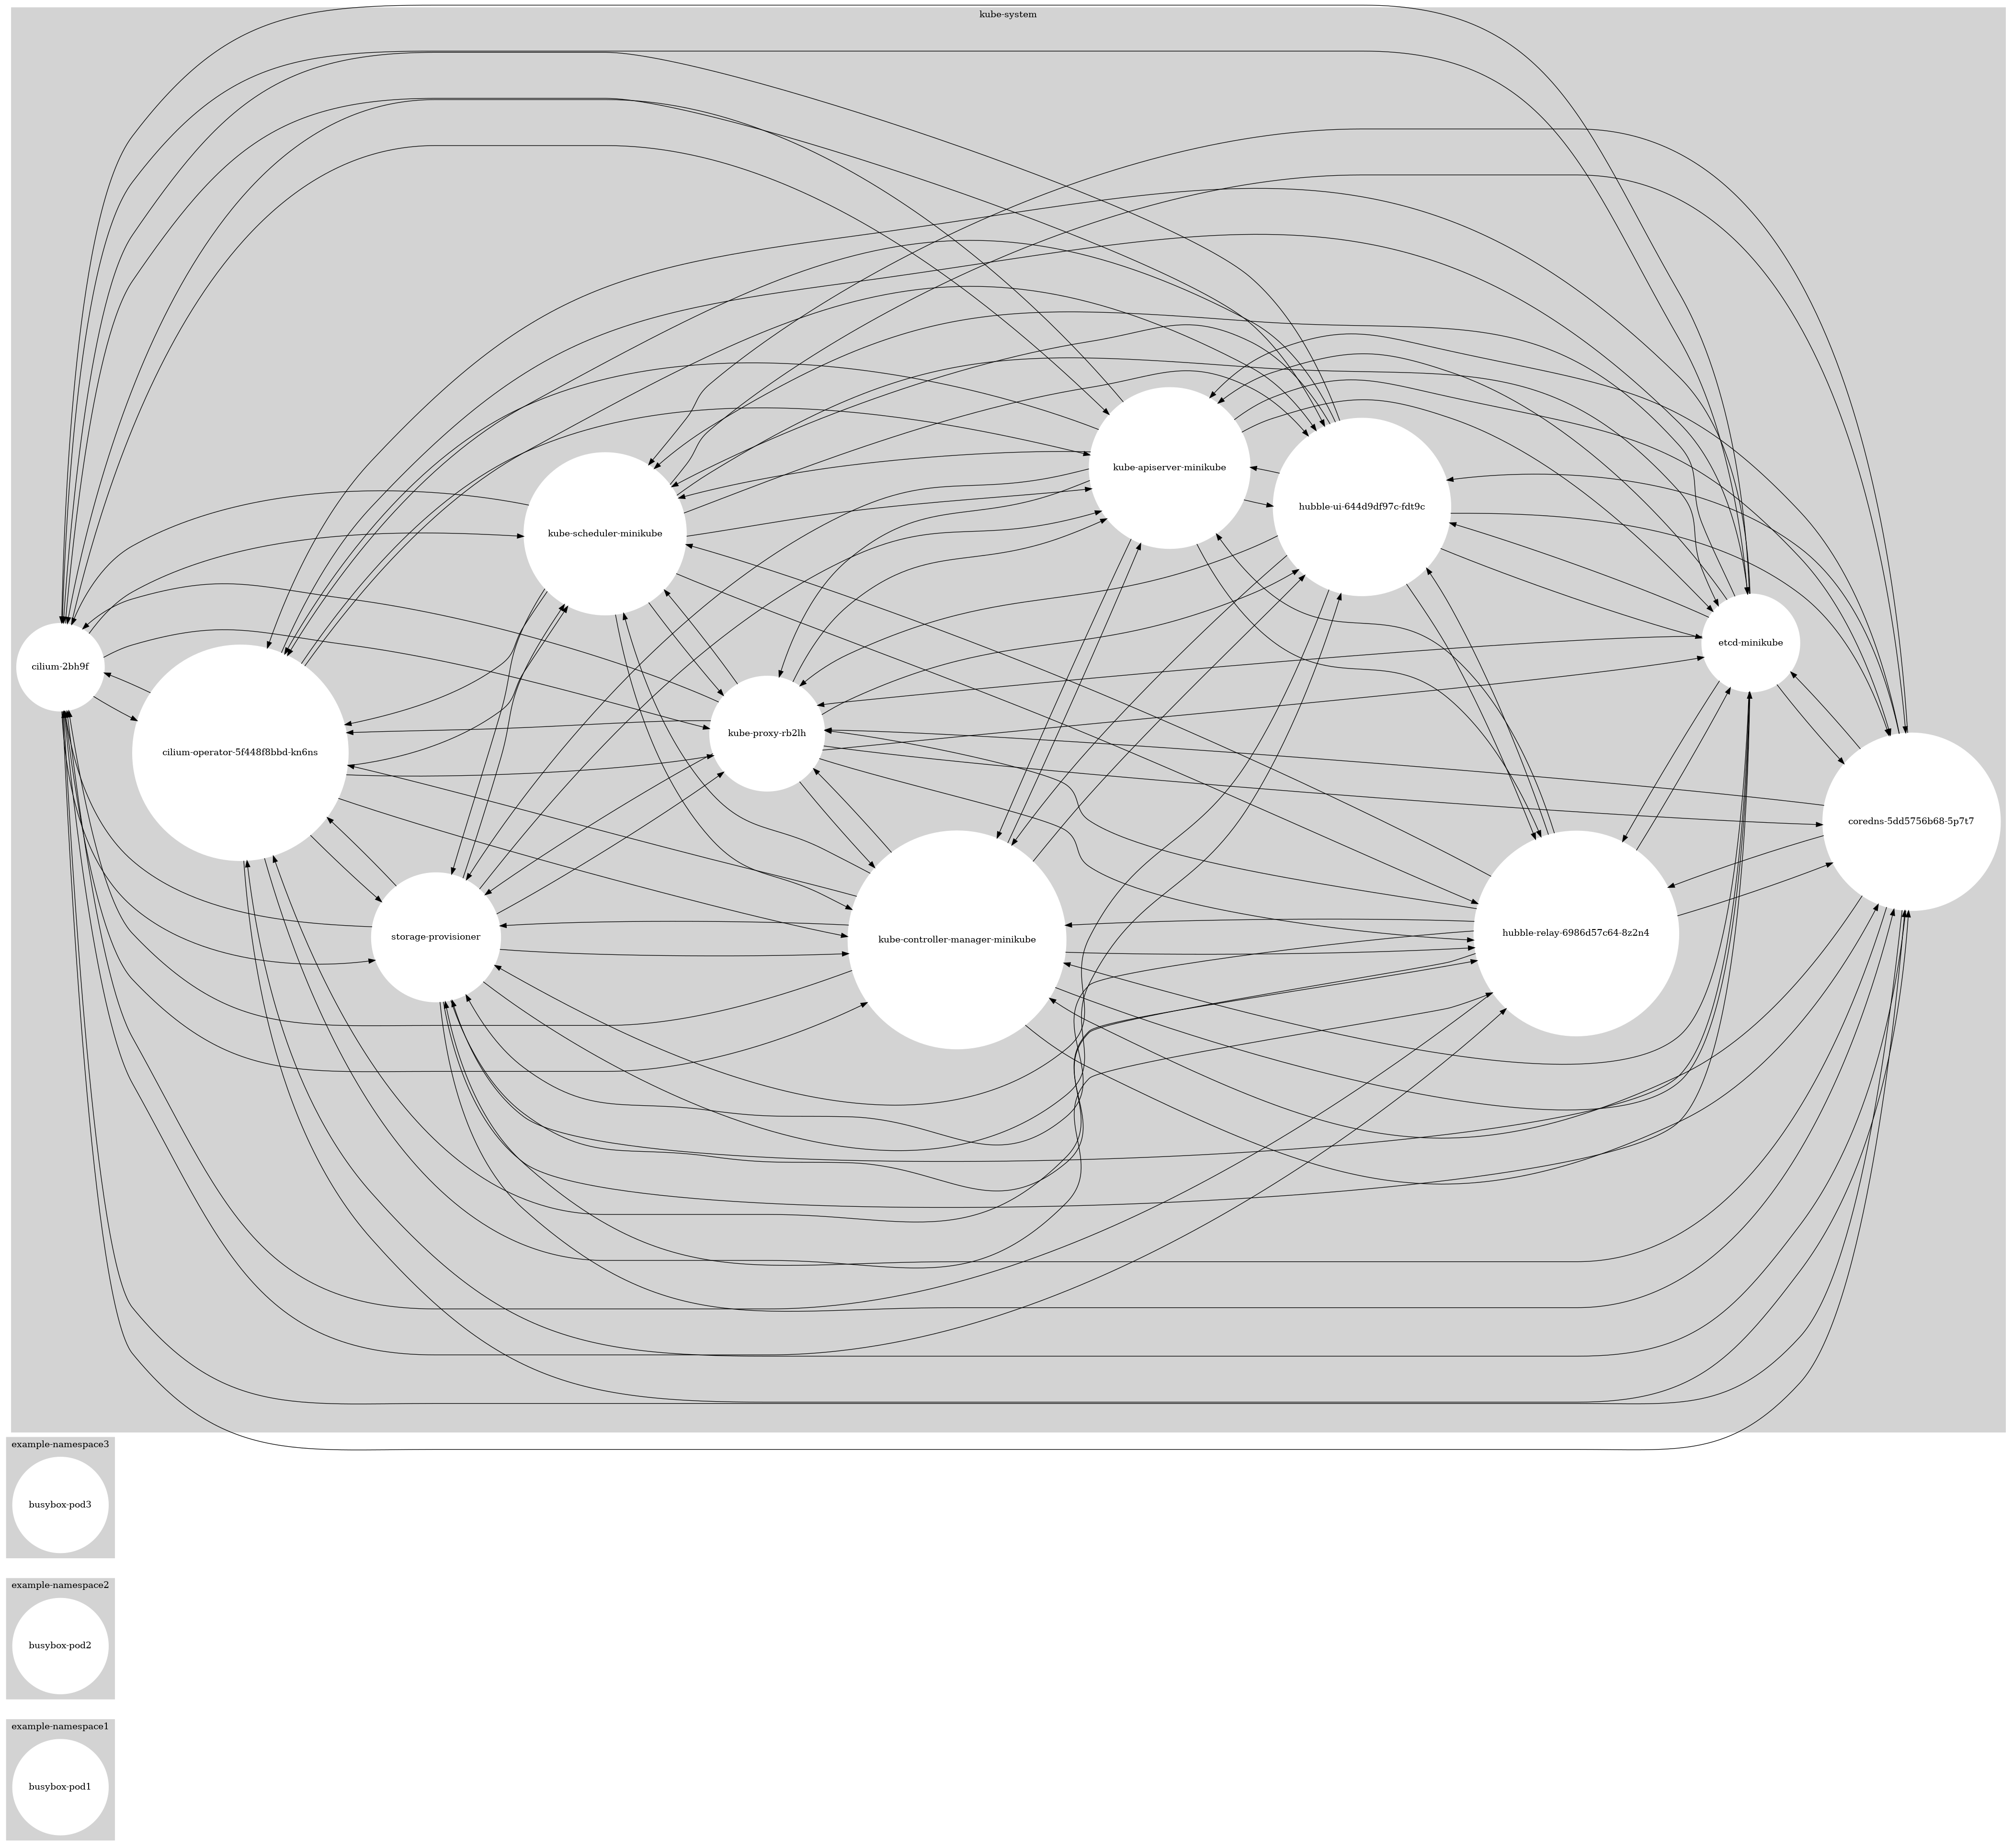 kube-system
kube-apiserver-minikube
hubble-ui-644d9df97c-fdt9c
kube-scheduler-minikube
etcd-minikube
cilium-2bh9f
kube-proxy-rb2lh
cilium-operator-5f448f8bbd-kn6ns
coredns-5dd5756b68-5p7t7
hubble-relay-6986d57c64-8z2n4
storage-provisioner
kube-controller-manager-minikube
example-namespace3
busybox-pod3
example-namespace2
busybox-pod2
example-namespace1
busybox-pod1